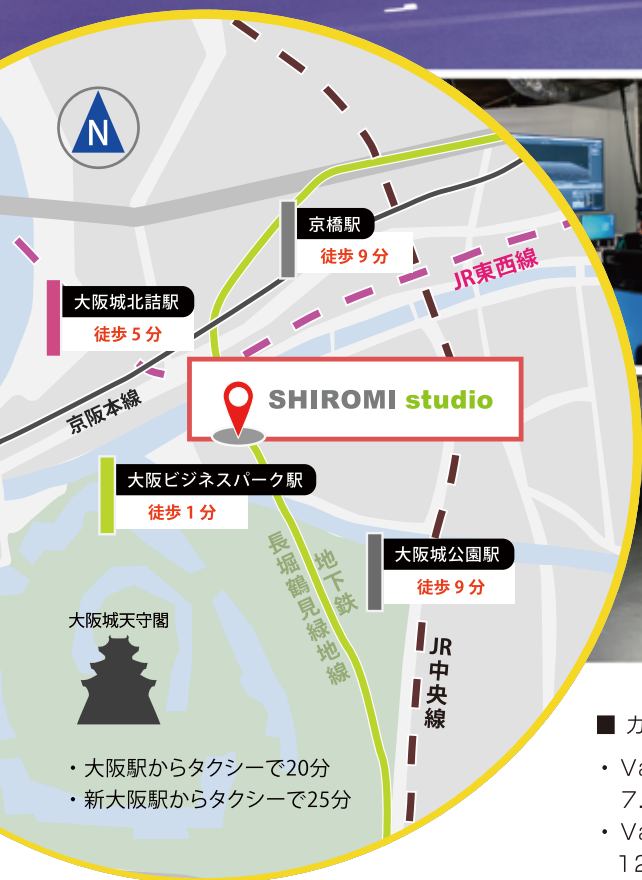 N
京橋駅
徒歩 9 分
JR東西線
大阪城北詰駅
徒歩 5 分
京阪本線
SHIROMI studio
大阪ビジネスパーク駅
徒歩 1 分
地下鉄
長堀鶴見緑地線
大阪城公園駅
徒歩 9 分
JR中央線
大阪城天守閣
・大阪駅からタクシーで20分
・新大阪駅からタクシーで25分
■ カ
・Va
7.
・Va
12